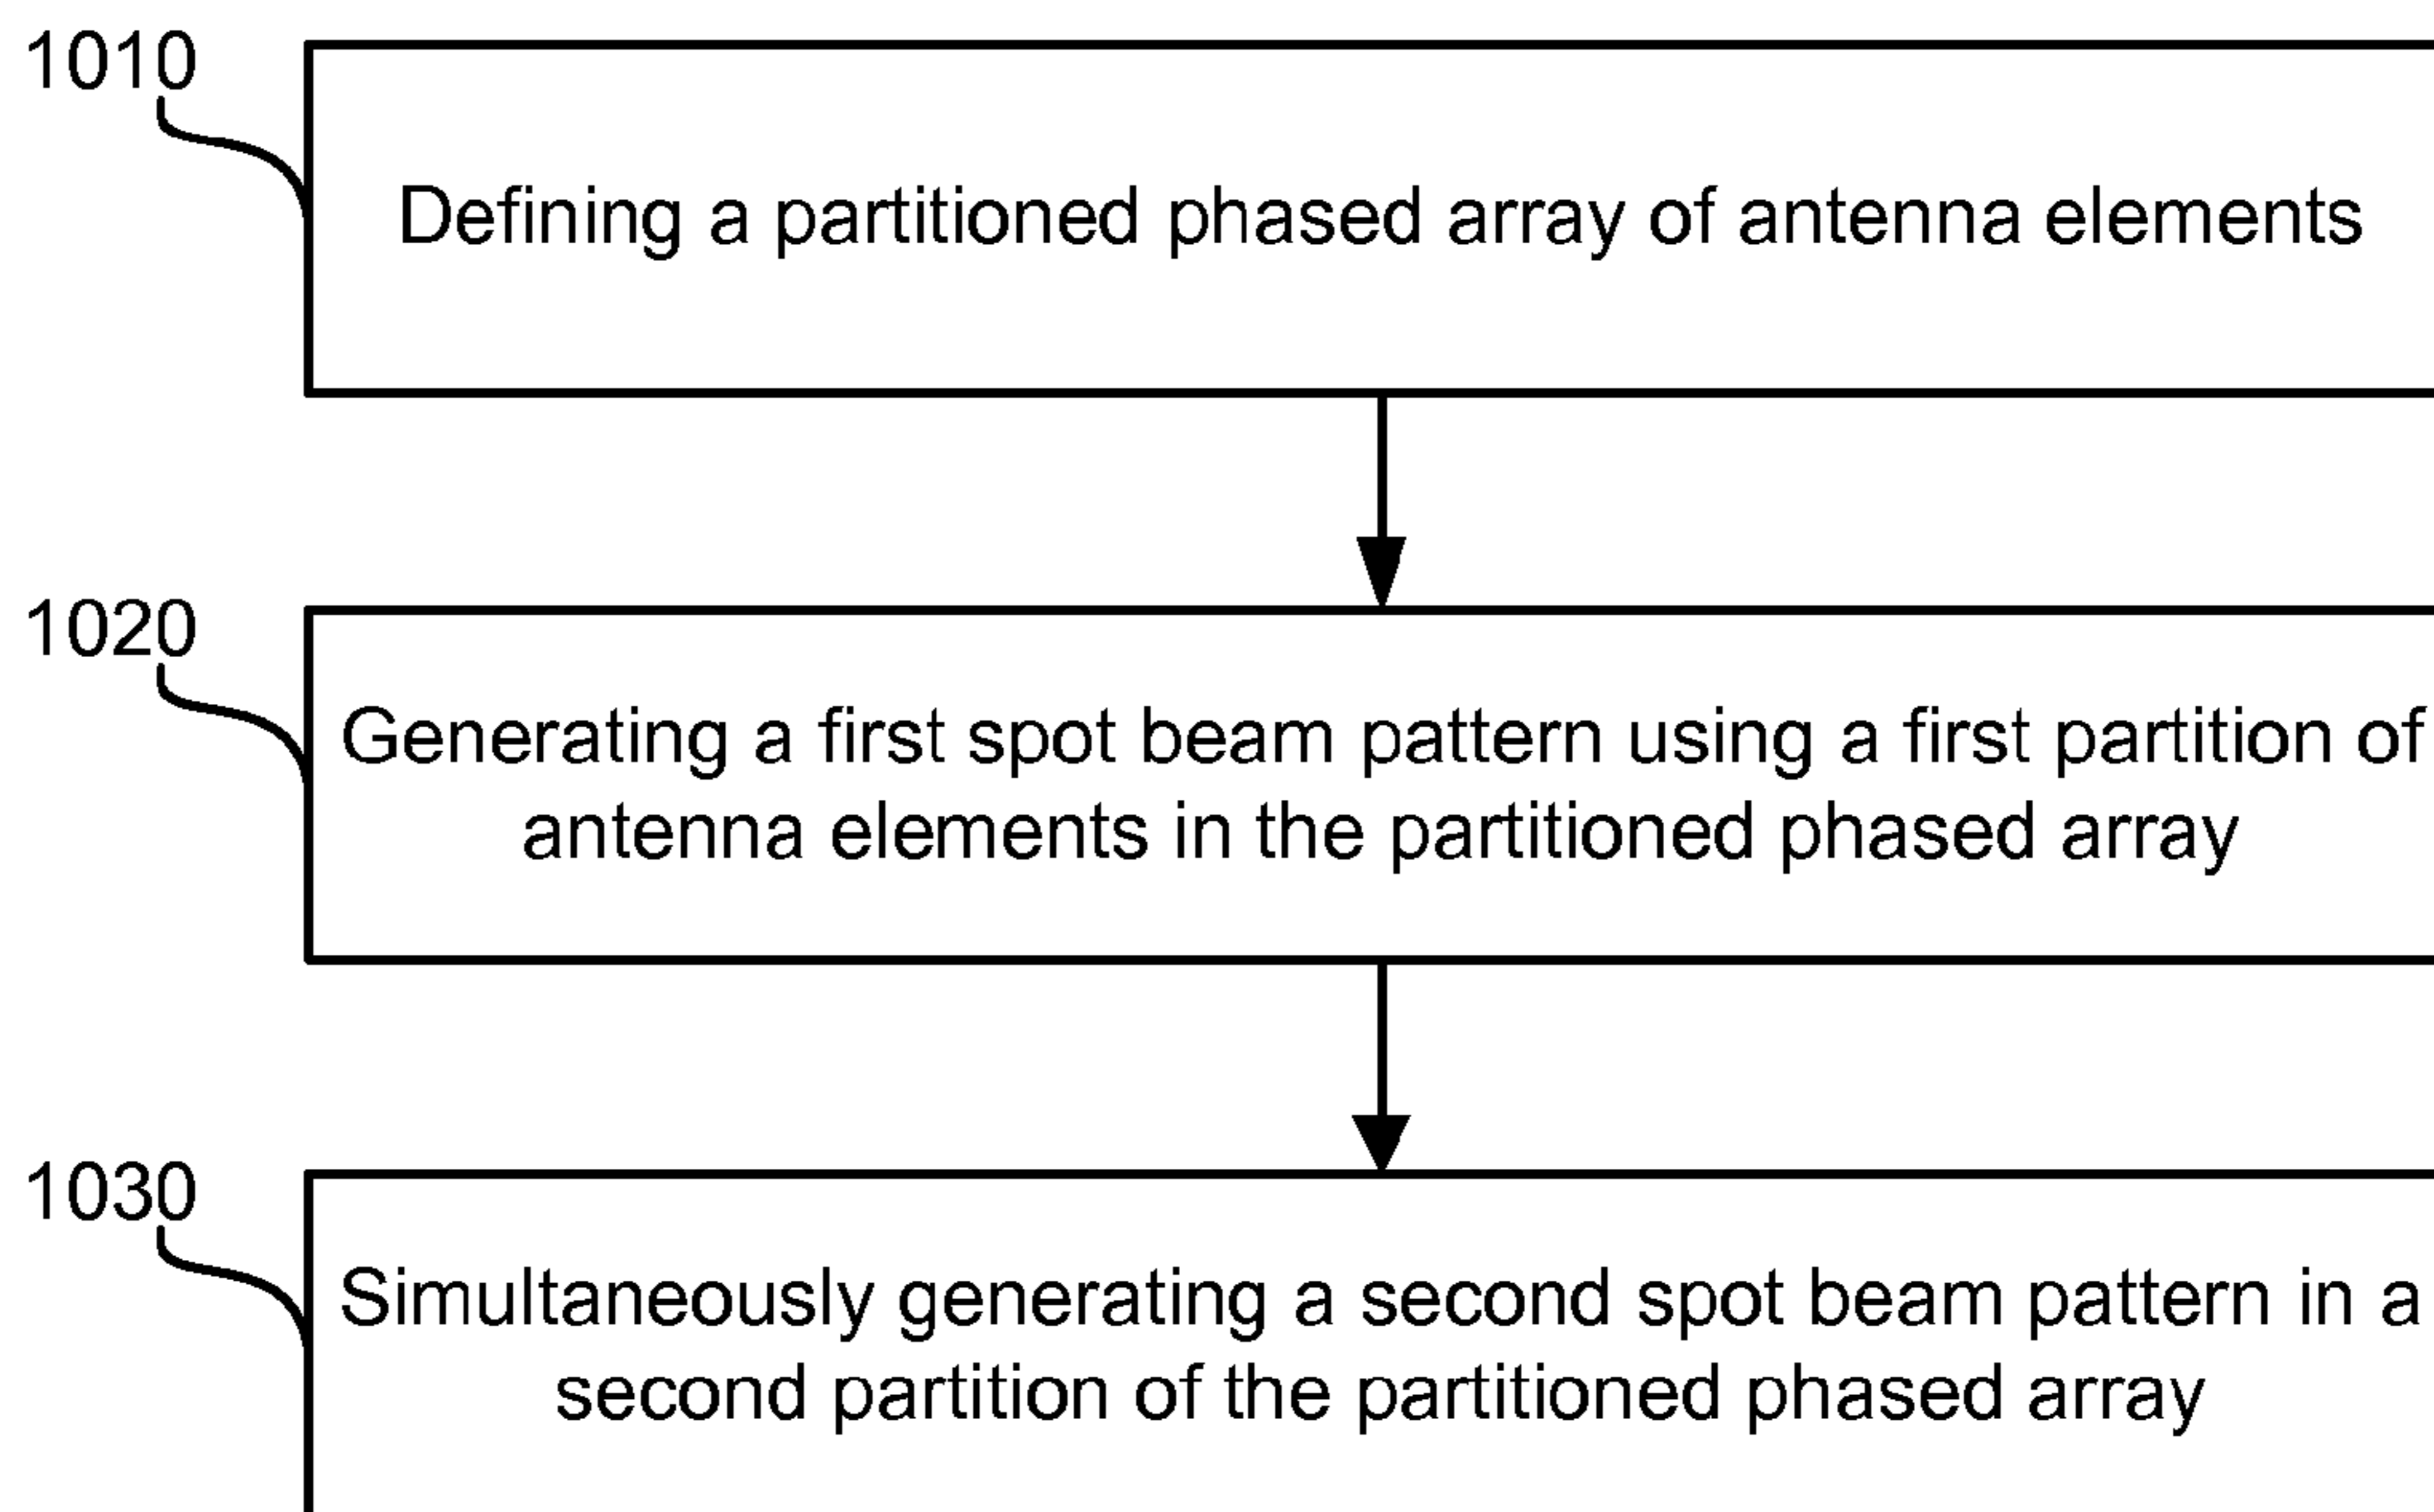 1010
Defining a partitioned phased array of antenna elements
1020
Generating a first spot beam pattern using a first partition of
antenna elements in the partitioned phased array
1030
Simultaneously generating a second spot beam pattern in a
second partition of the partitioned phased array